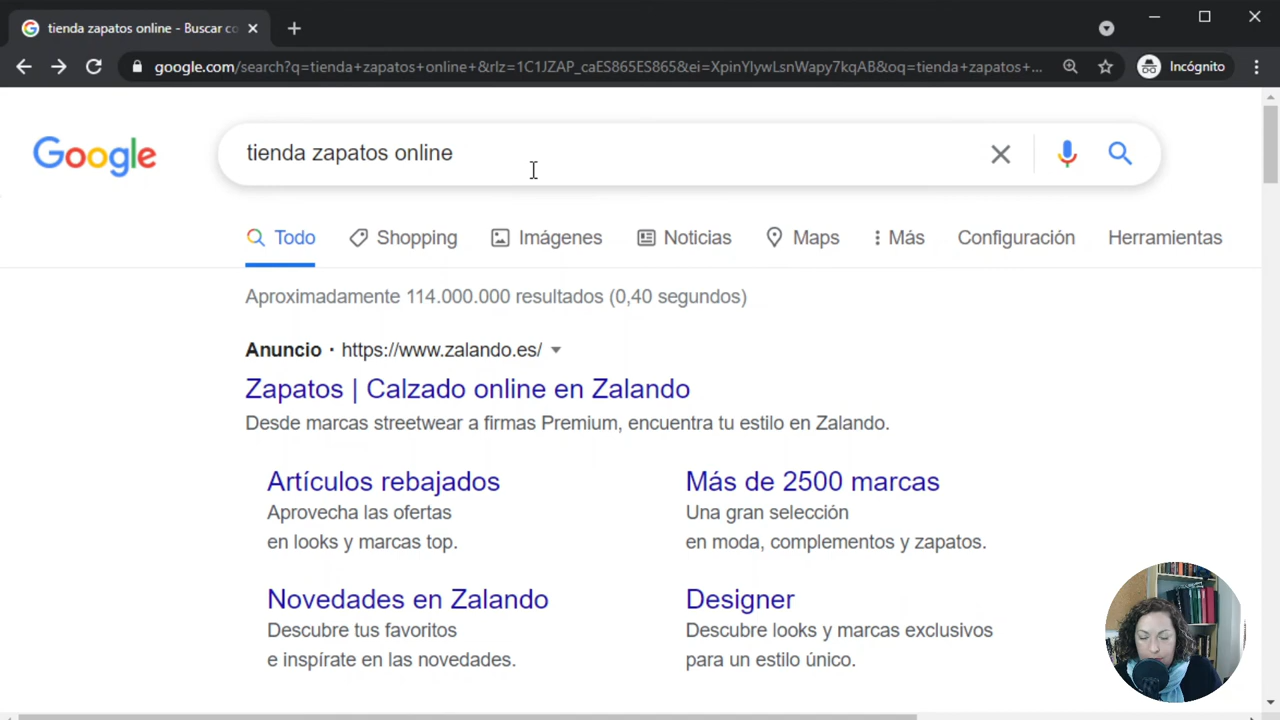 tienda zapatos online - Buscar co
google.com/search?q=tienda+zapatos+online+&rlz=1C1JZAP_caES865ES865&ei=XpinYIywLsnWapy7kqAB&oq=tienda+zapatos+...
Incógnito
Google
tienda zapatos online
Todo
Shopping
Imágenes
Noticias
Maps
Más
Configuración
Herramientas
Aproximadamente 114.000.000 resultados (0,40 segundos)
Anuncio · https://www.zalando.es/
Zapatos | Calzado online en Zalando
Desde marcas streetwear a firmas Premium, encuentra tu estilo en Zalando.
Artículos rebajados
Aprovecha las ofertas
en looks y marcas top.
Más de 2500 marcas
Una gran selección
en moda, complementos y zapatos.
Novedades en Zalando
Descubre tus favoritos
e inspírate en las novedades.
Designer
Descubre looks y marcas exclusivos
para un estilo único.